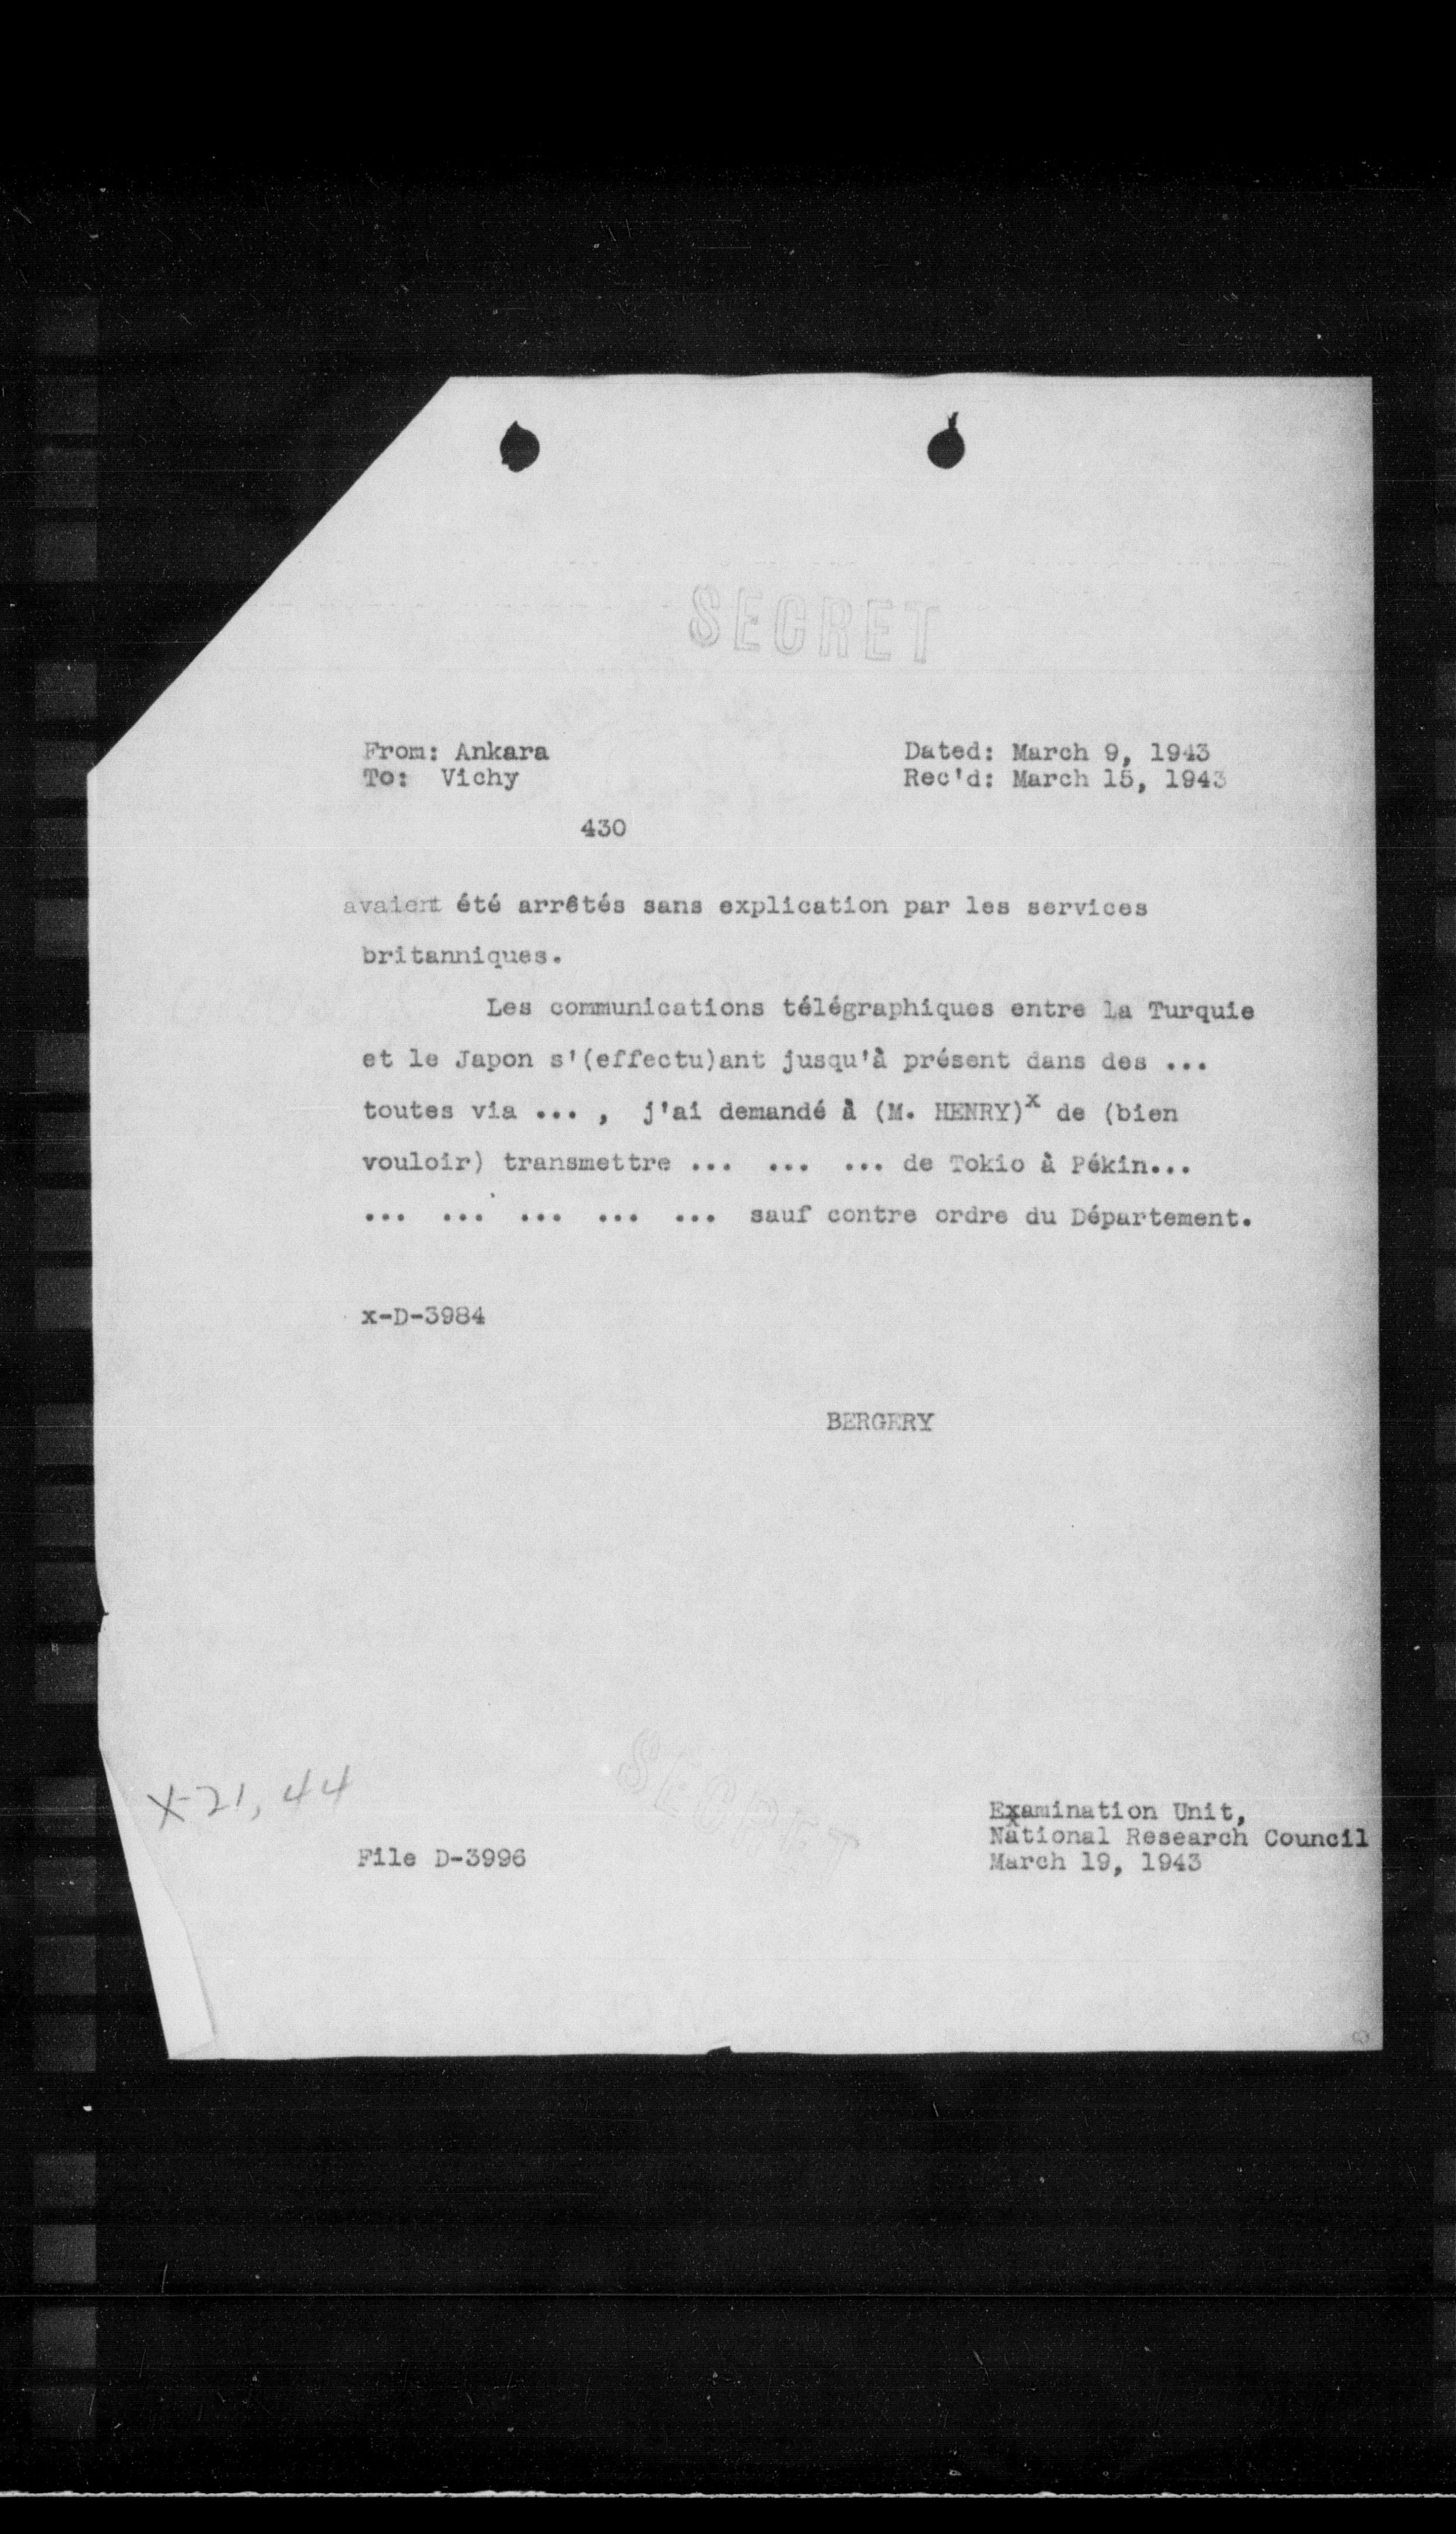 SECRET
From: Ankara
To: Vichy
Dated: March 9, 1943
Rec'd: March 15, 1943
430
avaient été arrêtés sans explication par les services
britanniques.
Les communications télégraphiques entre la Turquie
et le Japon s'(effectu)ant jusqu'à présent dans des ...
toutes via ... , j'ai demandé à (M. HENRY)x de (bien
vouloir) transmettre ... ... ... de Tokio à Pékin...
... ... ... ... ... sauf contre ordre du Département.
x-D-3984
BERGERY
X-21, 44
SECRET
File D-3996
Examination Unit,
National Research Council
March 19, 1943